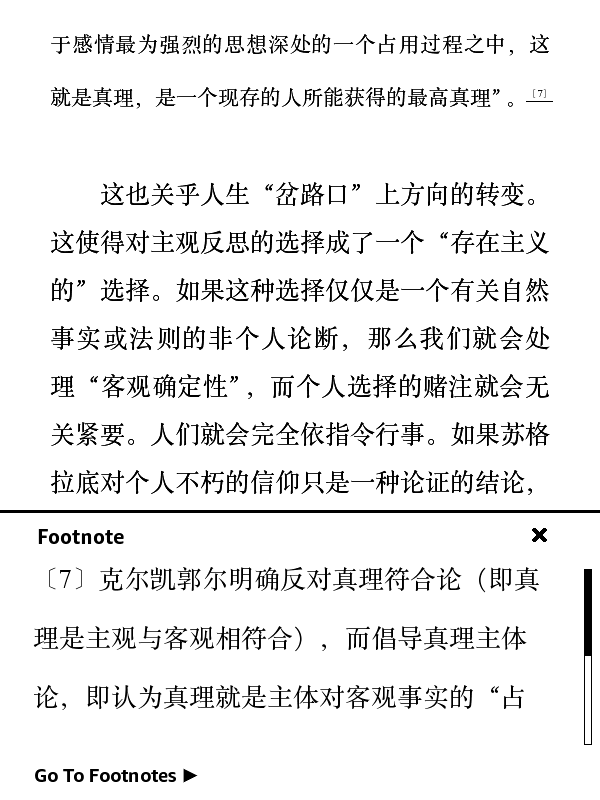 于感情最为强烈的思想深处的一个占用过程之中，这
就是真理，是一个现存的人所能获得的最高真理”。〔7〕
这也关乎人生“岔路口”上方向的转变。
这使得对主观反思的选择成了一个“存在主义
的”选择。如果这种选择仅仅是一个有关自然
事实或法则的非个人论断，那么我们就会处
理“客观确定性”，而个人选择的赌注就会无
关紧要。人们就会完全依指令行事。如果苏格
拉底对个人不朽的信仰只是一种论证的结论，
Footnote
〔7〕克尔凯郭尔明确反对真理符合论（即真
理是主观与客观相符合），而倡导真理主体
论，即认为真理就是主体对客观事实的“占
Go To Footnotes ▶